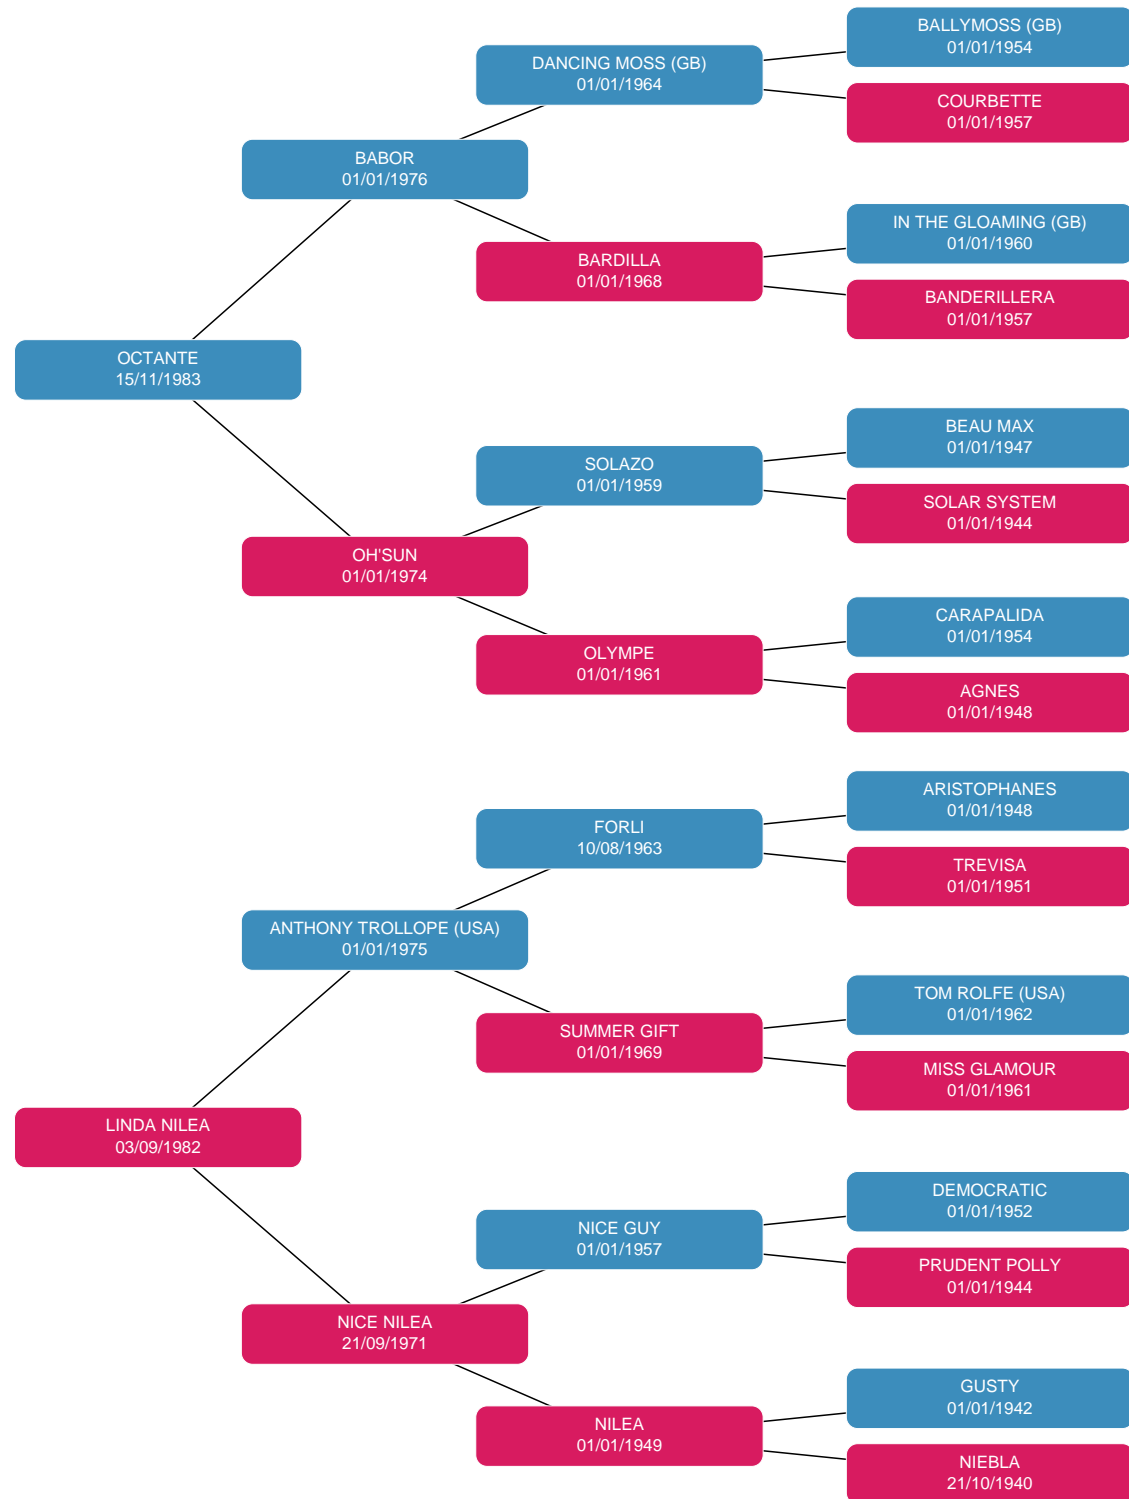 BALLYMOSS (GB)
01/01/1954
DANCING MOSS (GB)
01/01/1964
COURBETTE
01/01/1957
BABOR
01/01/1976
IN THE GLOAMING (GB)
01/01/1960
BARDILLA
01/01/1968
BANDERILLERA
01/01/1957
OCTANTE
15/11/1983
BEAU MAX
01/01/1947
SOLAZO
01/01/1959
SOLAR SYSTEM
01/01/1944
OH'SUN
01/01/1974
CARAPALIDA
01/01/1954
OLYMPE
01/01/1961
AGNES
01/01/1948
ARISTOPHANES
01/01/1948
FORLI
10/08/1963
TREVISA
01/01/1951
ANTHONY TROLLOPE (USA)
01/01/1975
TOM ROLFE (USA)
01/01/1962
SUMMER GIFT
01/01/1969
MISS GLAMOUR
01/01/1961
LINDA NILEA
03/09/1982
DEMOCRATIC
01/01/1952
NICE GUY
01/01/1957
PRUDENT POLLY
01/01/1944
NICE NILEA
21/09/1971
GUSTY
01/01/1942
NILEA
01/01/1949
NIEBLA
21/10/1940